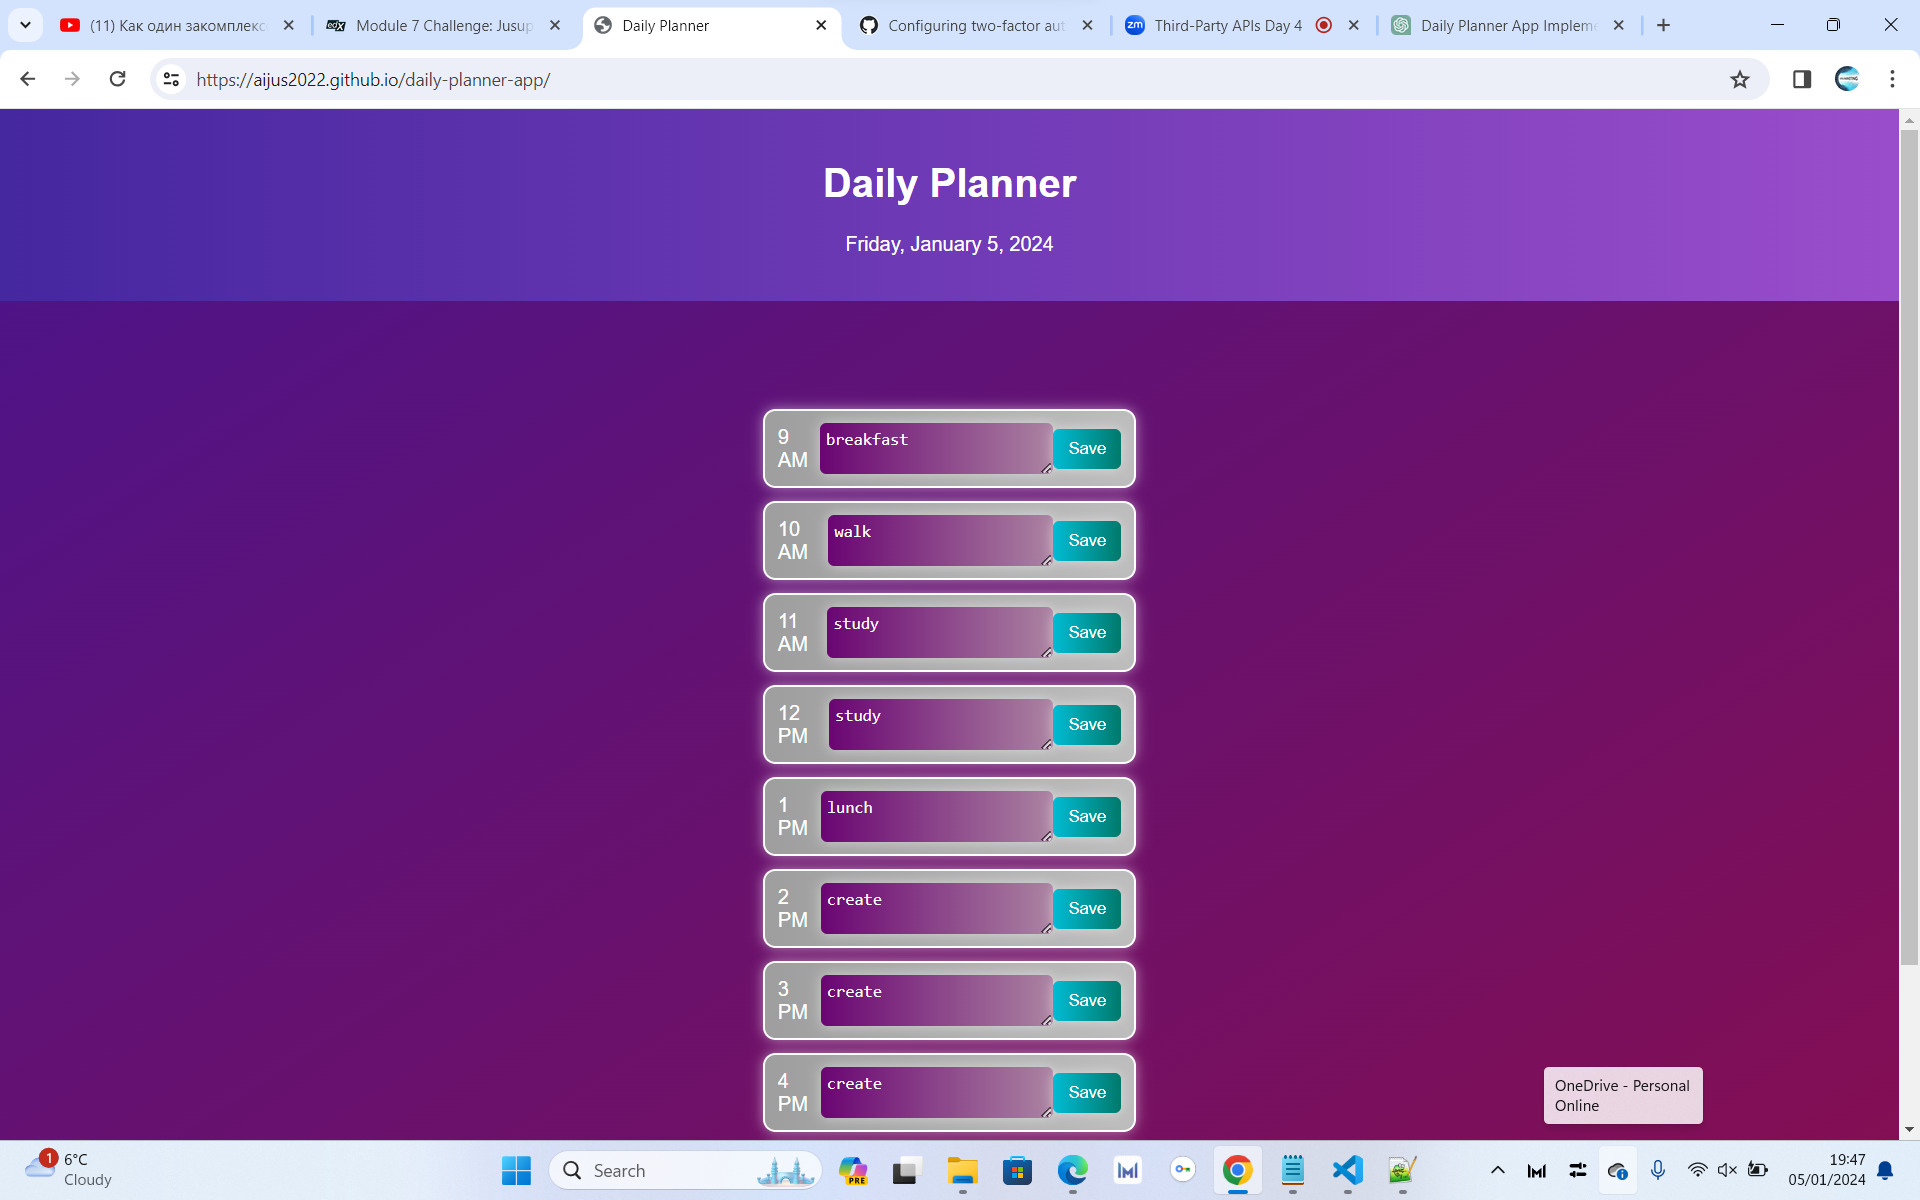 (11) Как один закомплекс
Module 7 Challenge: Jusup
Daily Planner
Configuring two-factor aut
Third-Party APIs Day 4
Daily Planner App Impleme
https://aijus2022.github.io/daily-planner-app/
Daily Planner
Friday, January 5, 2024
9 AM
breakfast
Save
10 AM
walk
Save
11 AM
study
Save
12 PM
study
Save
1 PM
lunch
Save
2 PM
create
Save
3 PM
create
Save
4 PM
create
Save
OneDrive - Personal
Online
1
6°C
Cloudy
Search
PRE
19:47
05/01/2024